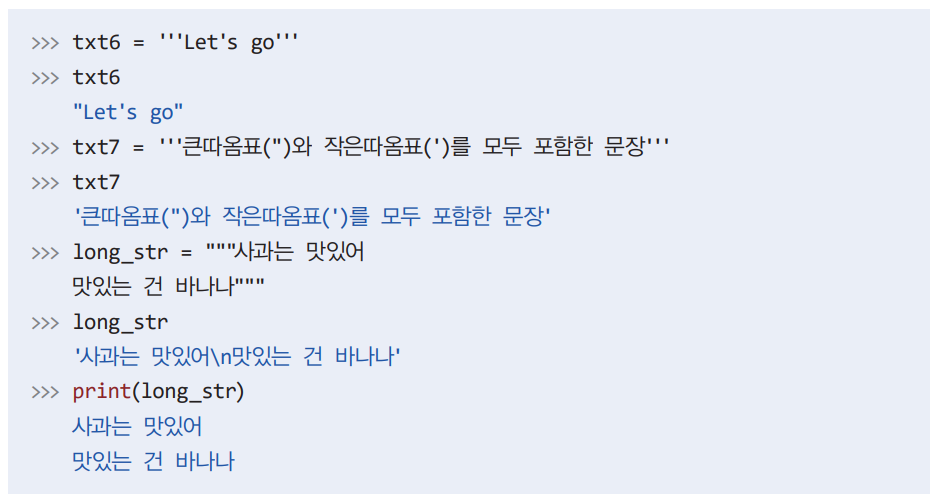 >>> txt6 = '''Let's go'''
>>> txt6
"Let's go"
>>> txt7 = '''큰따옴표(")와 작은따옴표(')를 모두 포함한 문장'''
>>> txt7
'큰따옴표(")와 작은따옴표(')를 모두 포함한 문장'
>>> long_str = """사과는 맛있어
맛있는 건 바나나"""
>>> long_str
'사과는 맛있어\n맛있는 건 바나나'
>>> print(long_str)
사과는 맛있어
맛있는 건 바나나